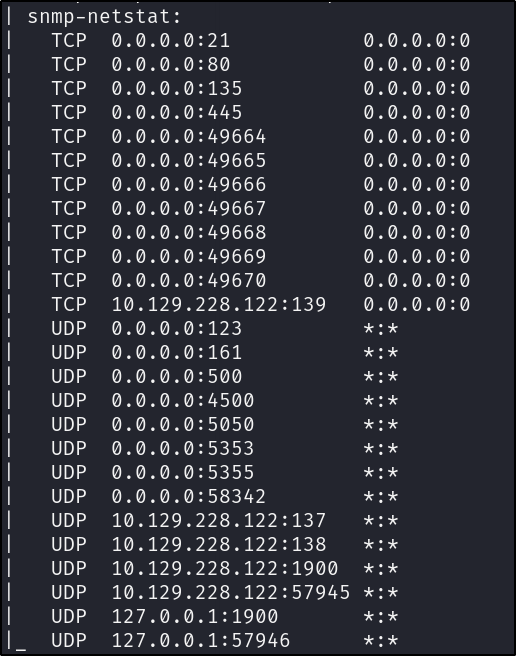 | snmp-netstat:
|   TCP  0.0.0.0:21           0.0.0.0:0
|   TCP  0.0.0.0:80           0.0.0.0:0
|   TCP  0.0.0.0:135          0.0.0.0:0
|   TCP  0.0.0.0:445          0.0.0.0:0
|   TCP  0.0.0.0:49664        0.0.0.0:0
|   TCP  0.0.0.0:49665        0.0.0.0:0
|   TCP  0.0.0.0:49666        0.0.0.0:0
|   TCP  0.0.0.0:49667        0.0.0.0:0
|   TCP  0.0.0.0:49668        0.0.0.0:0
|   TCP  0.0.0.0:49669        0.0.0.0:0
|   TCP  0.0.0.0:49670        0.0.0.0:0
|   TCP  10.129.228.122:139   0.0.0.0:0
|   UDP  0.0.0.0:123          *:*
|   UDP  0.0.0.0:161          *:*
|   UDP  0.0.0.0:500          *:*
|   UDP  0.0.0.0:4500         *:*
|   UDP  0.0.0.0:5050         *:*
|   UDP  0.0.0.0:5353         *:*
|   UDP  0.0.0.0:5355         *:*
|   UDP  0.0.0.0:58342        *:*
|   UDP  10.129.228.122:137   *:*
|   UDP  10.129.228.122:138   *:*
|   UDP  10.129.228.122:1900  *:*
|   UDP  10.129.228.122:57945 *:*
|   UDP  127.0.0.1:1900       *:*
|_  UDP  127.0.0.1:57946      *:*